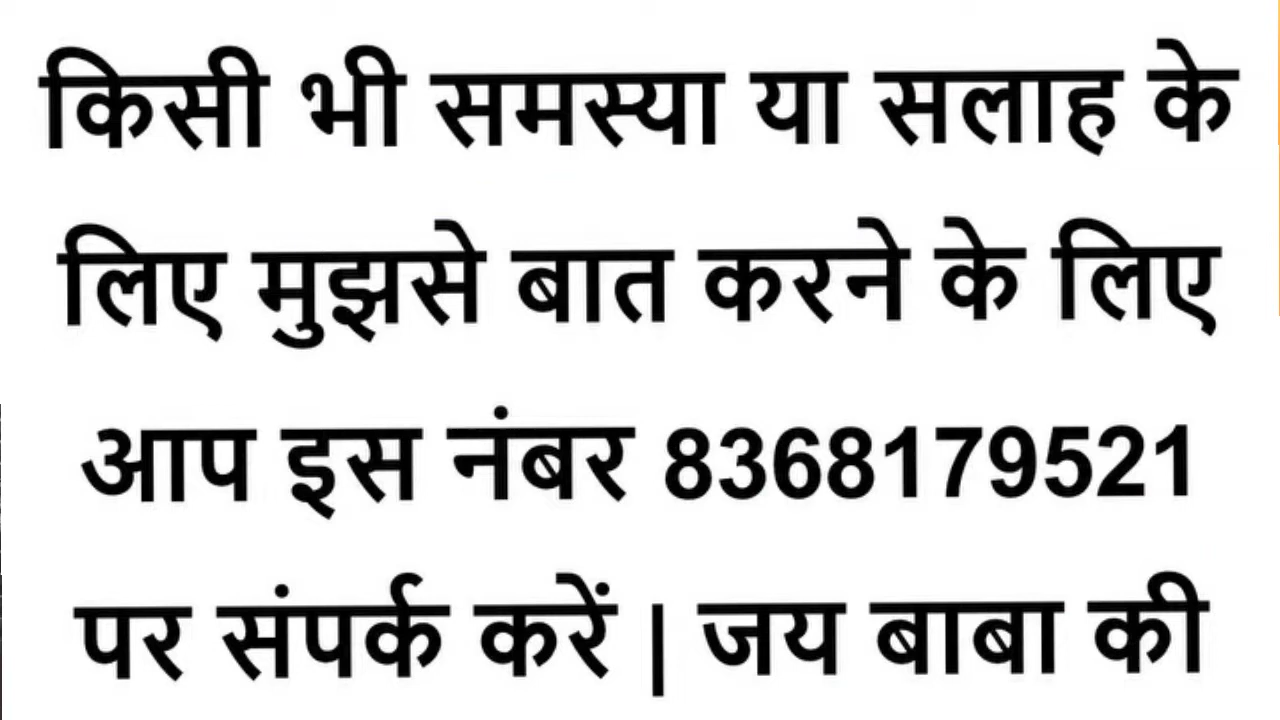 किसी भी समस्या या सलाह के
लिए मुझसे बात करने के लिए
आप इस नंबर 8368179521
पर संपर्क करें | जय बाबा की